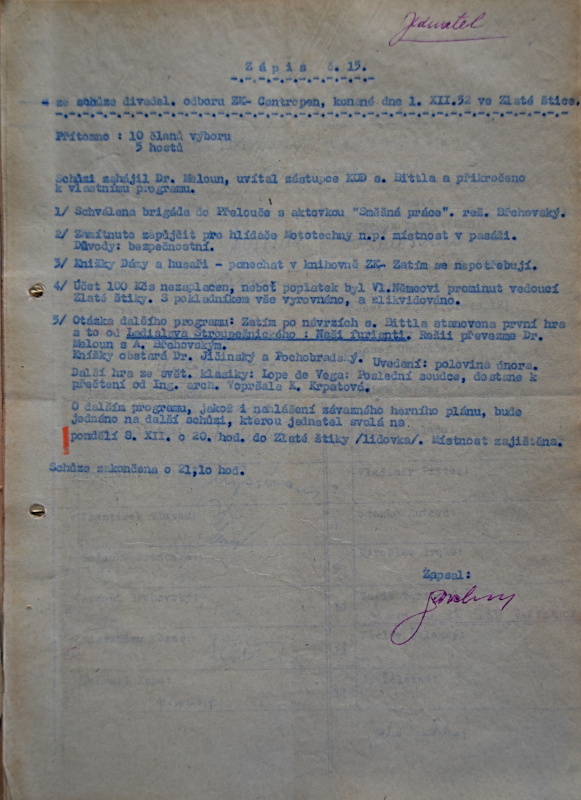 Jednatel
Zápis č. 15.
ze schůze divadel. odboru ZK- Centropen, konané dne 1. XII.52 ve Zlaté štice.
Přítomno : 10 členů výboru
5 hostů
Schůzi zahájil Dr. Meloun, uvítal zástupce KOD s. Bittla a přikročeno
k vlastnímu programu.
1/ Schválena brigáda do Přelouče s aktovkou "Směšná práce". rež. Břehovský.
2/ Zamítnuto zapůjčit pro hlídače Mototechny n.p. místnost v pasáži.
Důvody: bezpečnostní.
3/ Knížky Dámy a husaři - ponechat v knihovně ZK- Zatím se nepotřebují.
4/ Účet 100 Kčs nezaplacen, neboť poplatek byl Vl.Němcovi prominut vedoucí
Zlaté štiky. S pokladníkem vše vyrovnáno, a zlikvidováno.
5/ Otázka dalšího programu: Zatím po návrzích s. Bittla stanovena první hra
a to od Ladislava Stroupežnického : Naši furianti. Režii převezme Dr.
Meloun s A. Břehovským.
Knížky obstará Dr. Jičínský a Pochobradský. Uvedení: polovina února.
Další hra ze svět. klasiky: Lope de Vega: Poslední soudce, dostane k
přečtení od Ing. arch. Vopršala K. Krpatová.
O dalším programu, jakož i nahlášení závazného herního plánu, bude
jednáno na další schůzi, kterou jednatel svolá na
pondělí 8. XII. o 20. hod. do Zlaté štiky /lidovka/. Místnost zajištěna.
Schůze zakončena o 21,10 hod.
Zapsal: